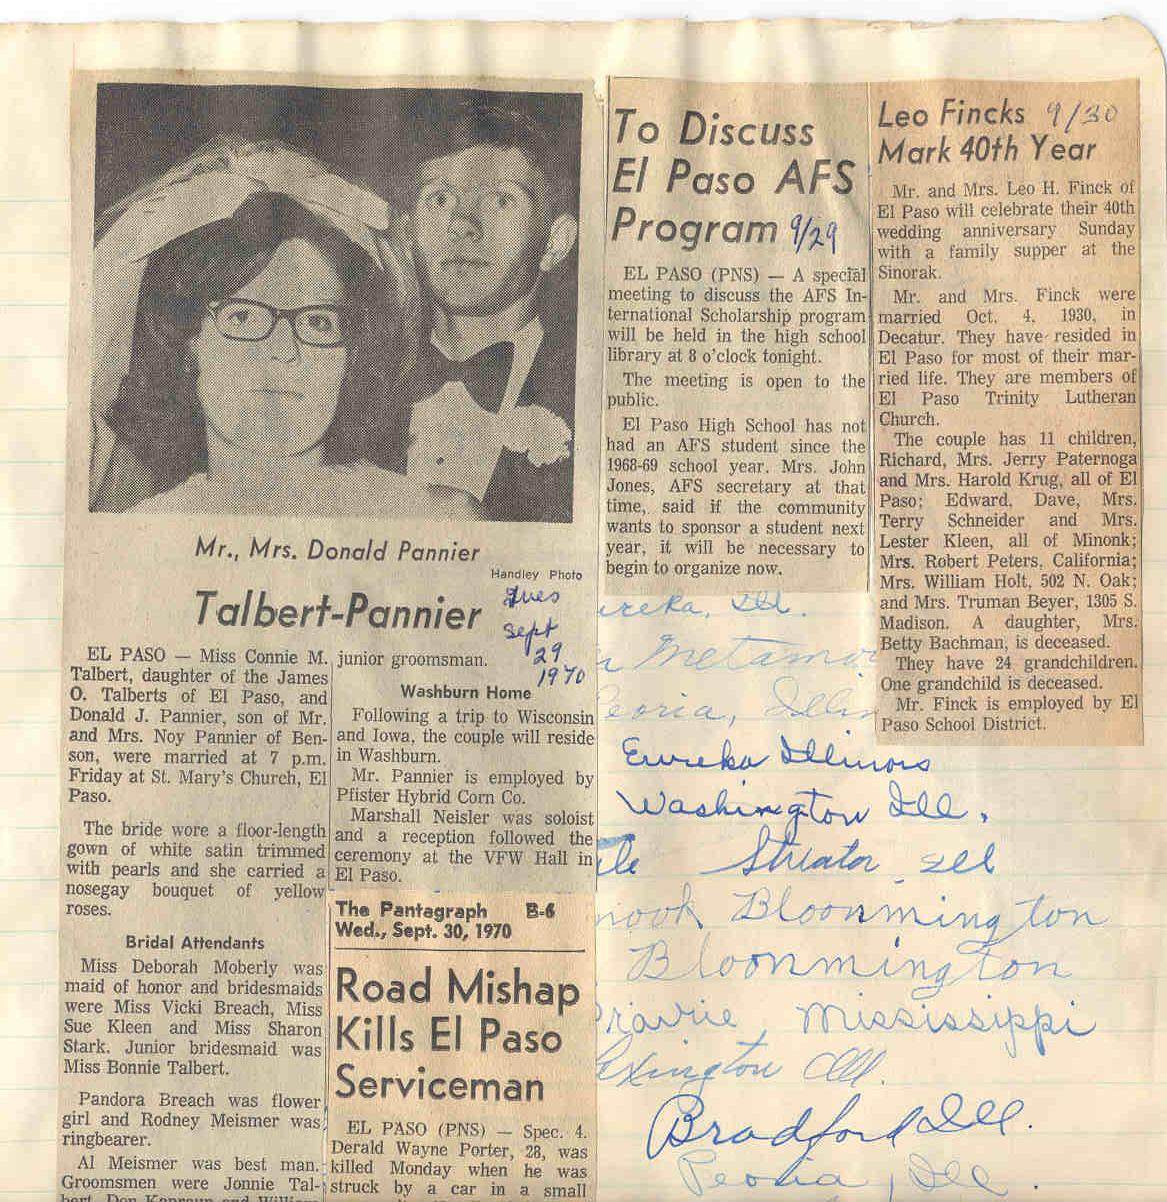 Mr., Mrs. Donald Pannier
Handley Photo
Talbert-Pannier
Tues
Sept
29
1970
EL PASO — Miss Connie M.
Talbert, daughter of the James
O. Talberts of El Paso, and
Donald J. Pannier, son of Mr.
and Mrs. Noy Pannier of Ben-
son, were married at 7 p.m.
Friday at St. Mary's Church, El
Paso.
The bride wore a floor-length
gown of white satin trimmed
with pearls and she carried a
nosegay bouquet of yellow
roses.
Bridal Attendants
Miss Deborah Moberly was
maid of honor and bridesmaids
were Miss Vicki Breach, Miss
Sue Kleen and Miss Sharon
Stark. Junior bridesmaid was
Miss Bonnie Talbert.
Pandora Breach was flower
girl and Rodney Meismer was
ringbearer.
Al Meismer was best man.
Groomsmen were Jonnie Tal-
bert, Don
junior groomsman.
Washburn Home
Following a trip to Wisconsin
and Iowa, the couple will reside
in Washburn.
Mr. Pannier is employed by
Pfister Hybrid Corn Co.
Marshall Neisler was soloist
and a reception followed the
ceremony at the VFW Hall in
El Paso.
The Pantagraph B-6
Wed., Sept. 30, 1970
Road Mishap
Kills El Paso
Serviceman
EL PASO (PNS) — Spec. 4.
Derald Wayne Porter, 28, was
killed Monday when he was
struck by a car in a small
To Discuss
El Paso AFS
Program 9/29
EL PASO (PNS) — A special
meeting to discuss the AFS In-
ternational Scholarship program
will be held in the high school
library at 8 o'clock tonight.
The meeting is open to the
public.
El Paso High School has not
had an AFS student since the
1968-69 school year. Mrs. John
Jones, AFS secretary at that
time, said if the community
wants to sponsor a student next
year, it will be necessary to
begin to organize now.
Leo Fincks 9/30
Mark 40th Year
Mr. and Mrs. Leo H. Finck of
El Paso will celebrate their 40th
wedding anniversary Sunday
with a family supper at the
Sinorak.
Mr. and Mrs. Finck were
married Oct. 4, 1930, in
Decatur. They have resided in
El Paso for most of their mar-
ried life. They are members of
El Paso Trinity Lutheran
Church.
The couple has 11 children,
Richard, Mrs. Jerry Paternoga
and Mrs. Harold Krug, all of El
Paso; Edward, Dave, Mrs.
Terry Schneider and Mrs.
Lester Kleen, all of Minonk;
Mrs. Robert Peters, California;
Mrs. William Holt, 502 N. Oak;
and Mrs. Truman Beyer, 1305 S.
Madison. A daughter, Mrs.
Betty Bachman, is deceased.
They have 24 grandchildren.
One grandchild is deceased.
Mr. Finck is employed by El
Paso School District.
ureka, Ill.
Metamo
eoria, Illin
Eureka Illinois
Washington Ill.
Streator Ill
nook Bloonmington
Bloonmington
rairie, Mississippi
exington Ill.
Bradford Ill.
Peoria, Ill.